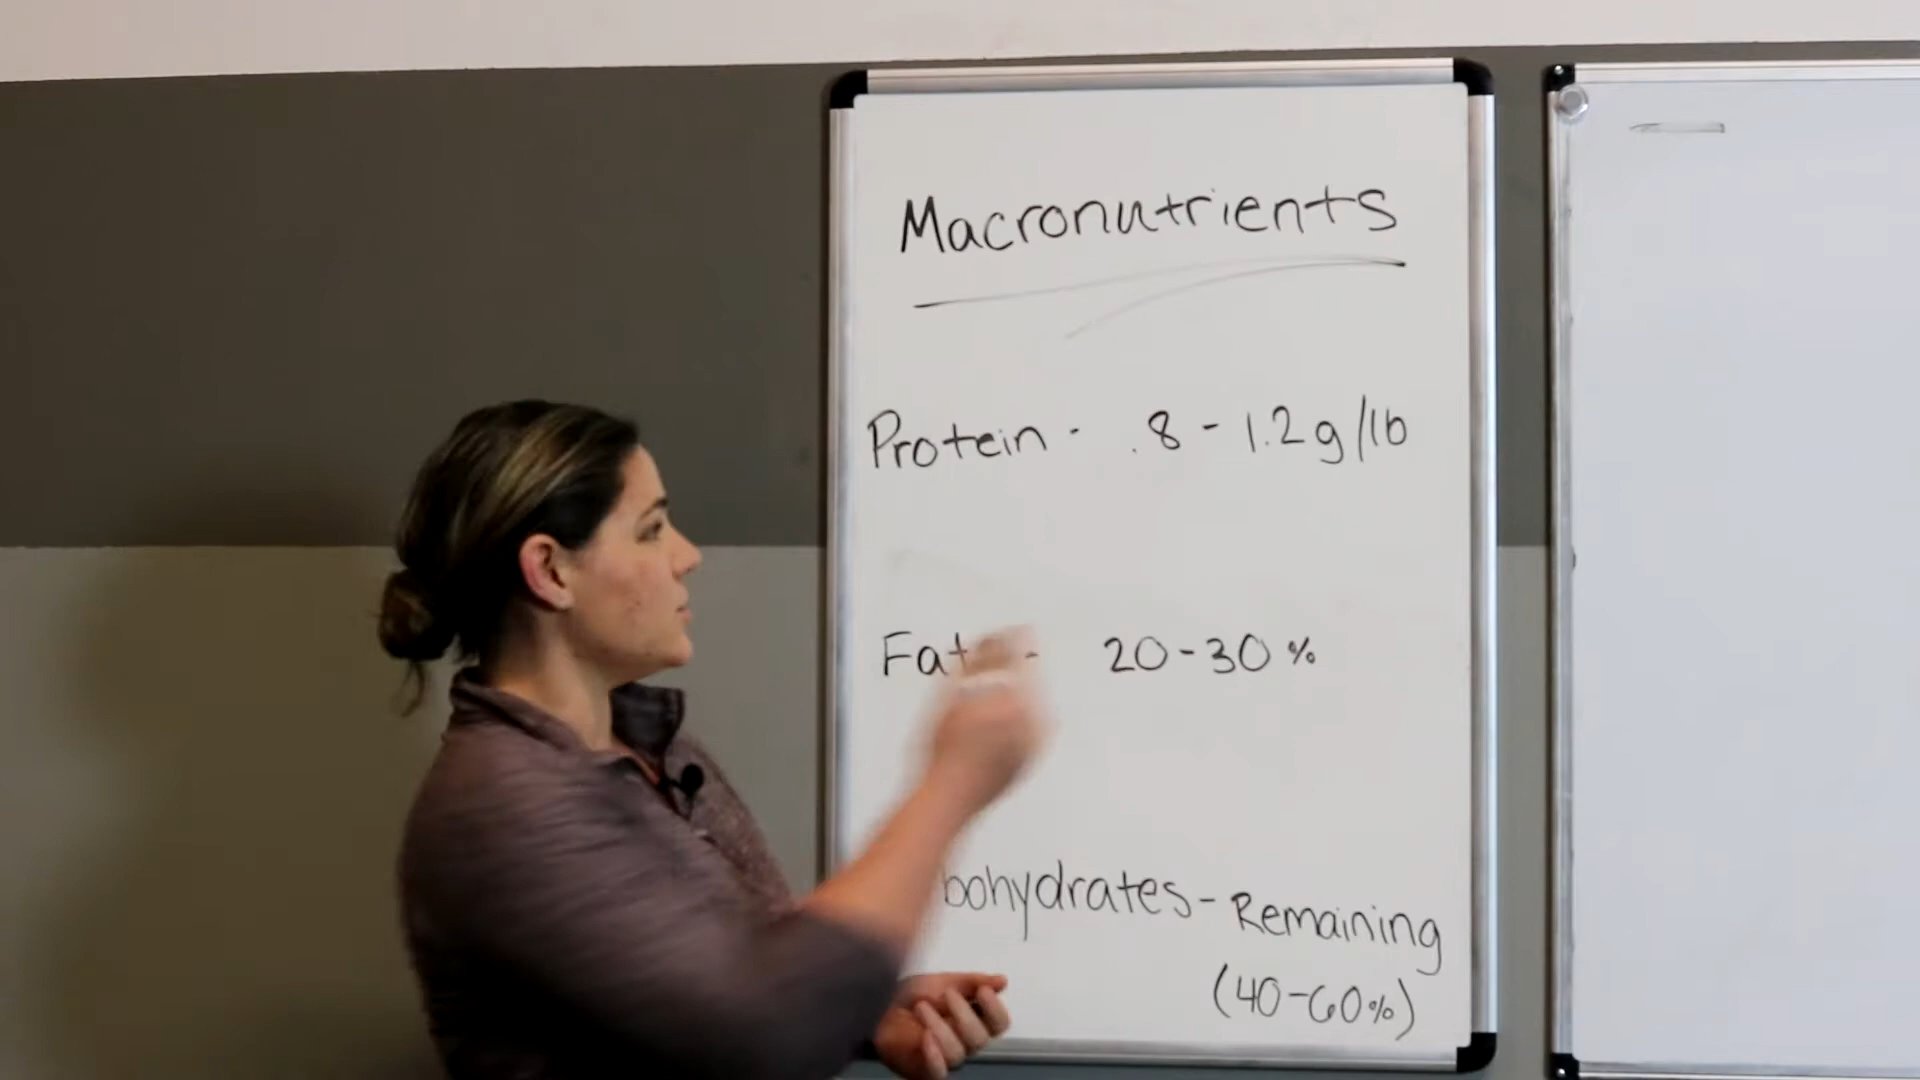 Macronutrients
Protein - .8 - 1.2g/lb
Fat - 20-30%
bohydrates - Remaining
(40-60%)